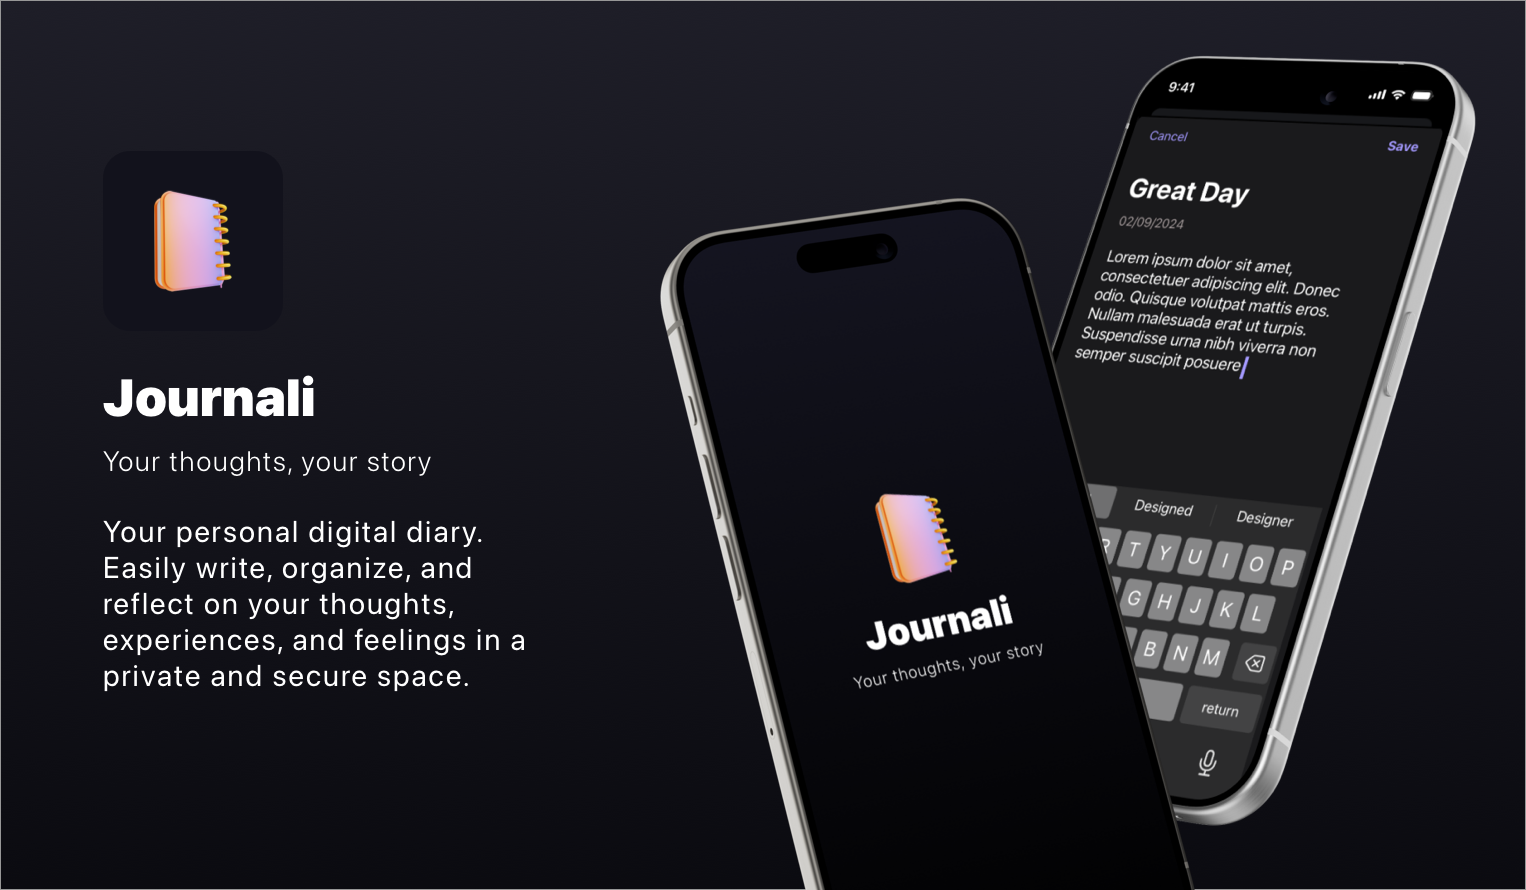 Journali
Your thoughts, your story
Your personal digital diary.
Easily write, organize, and
reflect on your thoughts,
experiences, and feelings in a
private and secure space.
Journali
Your thoughts, your story
9:41
Cancel
Save
Great Day
02/09/2024
Lorem ipsum dolor sit amet,
consectetuer adipiscing elit. Donec
odio. Quisque volutpat mattis eros.
Nullam malesuada erat ut turpis.
Suspendisse urna nibh viverra non
semper suscipit posuere
Designed Designer
R T Y U I O P
G H J K L
B N M
return